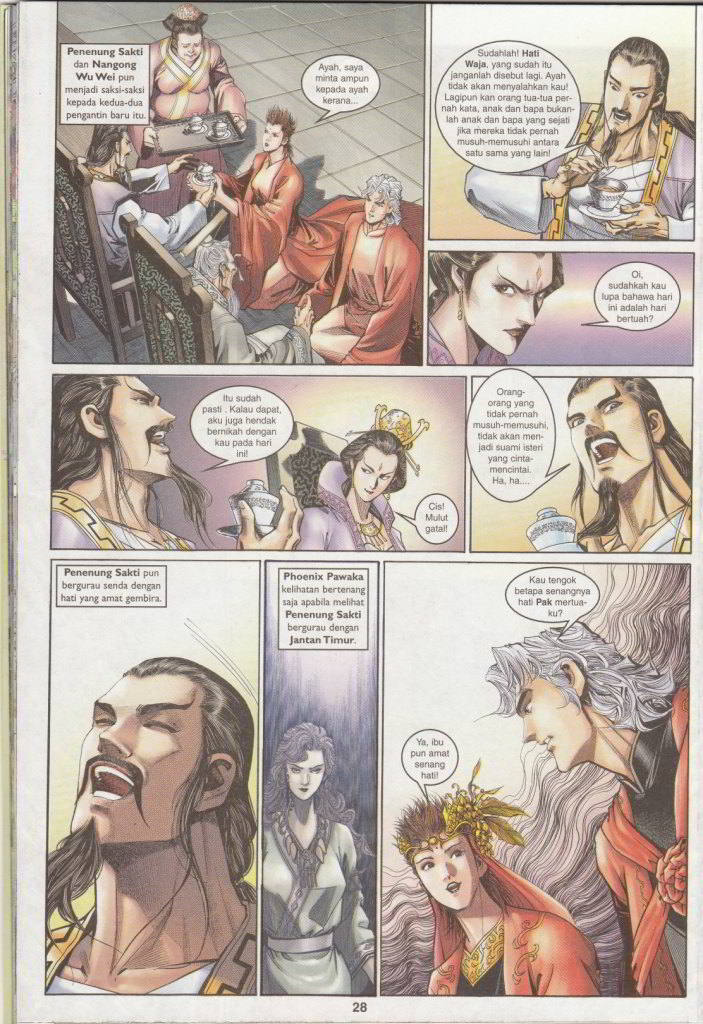 Penenung Sakti
dan Nangong
Wu Wei pun
menjadi saksi-saksi
kepada kedua-dua
pengantin baru itu.
Ayah, saya
minta ampun
kepada ayah
kerana...
Sudahlah! Hati
Waja, yang sudah itu
janganlah disebut lagi. Ayah
tidak akan menyalahkan kau!
Lagipun kan orang tua-tua per-
nah kata, anak dan bapa bukan-
lah anak dan bapa yang sejati
jika mereka tidak pernah
musuh-memusuhi antara
satu sama yang lain!
Oi,
sudahkah kau
lupa bahawa hari
ini adalah hari
bertuah?
Itu sudah
pasti . Kalau dapat,
aku juga hendak
bernikah dengan
kau pada hari
ini!
Cis!
Mulut
gatal!
Orang-
orang yang
tidak pernah
musuh-memusuhi,
tidak akan men-
jadi suami isteri
yang cinta-
mencintai.
Ha, ha....
Penenung Sakti pun
bergurau senda dengan
hati yang amat gembira.
Phoenix Pawaka
kelihatan bertenang
saja apabila melihat
Penenung Sakti
bergurau dengan
Jantan Timur.
Kau tengok
betapa senangnya
hati Pak mertua-
ku?
Ya, ibu
pun amat
senang
hati!
28